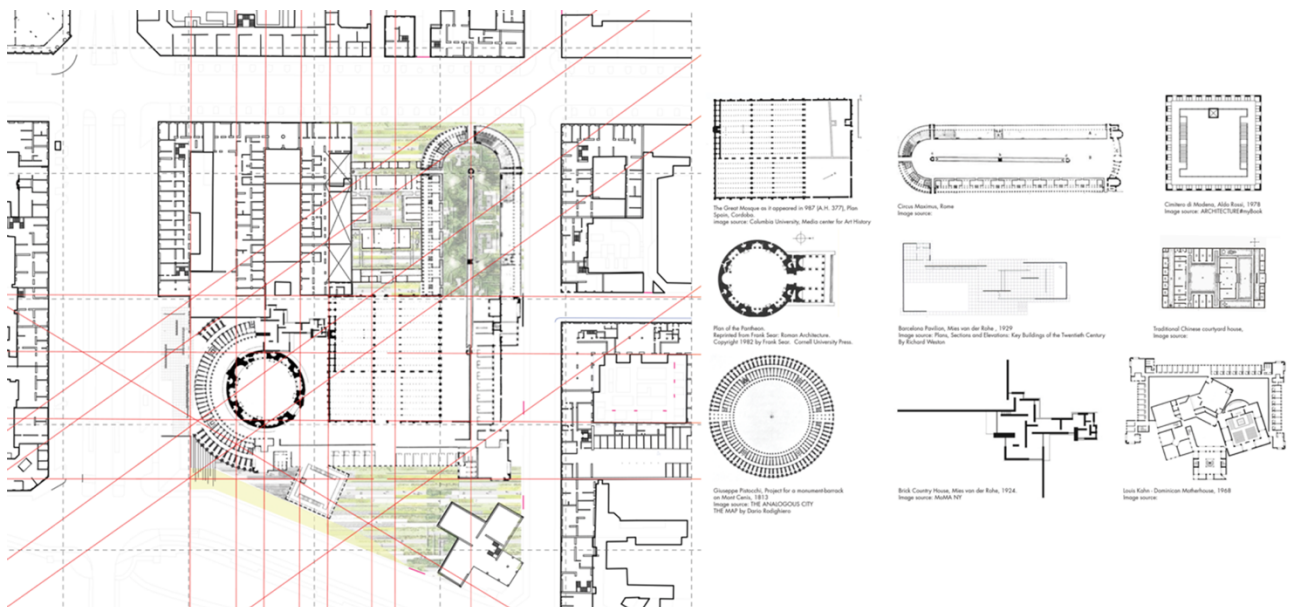 The Great Mosque as it appeared in 987 (A.H. 377), Plan
Spain, Cordoba.
image source: Columbia University, Media center for Art History
Circus Maximus, Rome
Image source:
Cimitero di Modena, Aldo Rossi, 1978
Image source: ARCHITECTURE#myBook
Plan of the Pantheon.
Reprinted from Frank Sear: Roman Architecture.
Copyright 1982 by Frank Sear. Cornell University Press.
Barcelona Pavilion, Mies van der Rohe , 1929
Image source: Plans, Sections and Elevations: Key Buildings of the Twentieth Century
By Richard Weston
Traditional Chinese courtyard house,
Image source:
Giuseppe Pistocchi, Project for a monument-barrack
on Mont Cenis, 1813
Image source: THE ANALOGOUS CITY
THE MAP by Dario Rodighiero
Brick Country House, Mies van der Rohe, 1924.
Image source: MoMA NY
Louis Kahn - Dominican Motherhouse, 1968
Image source: